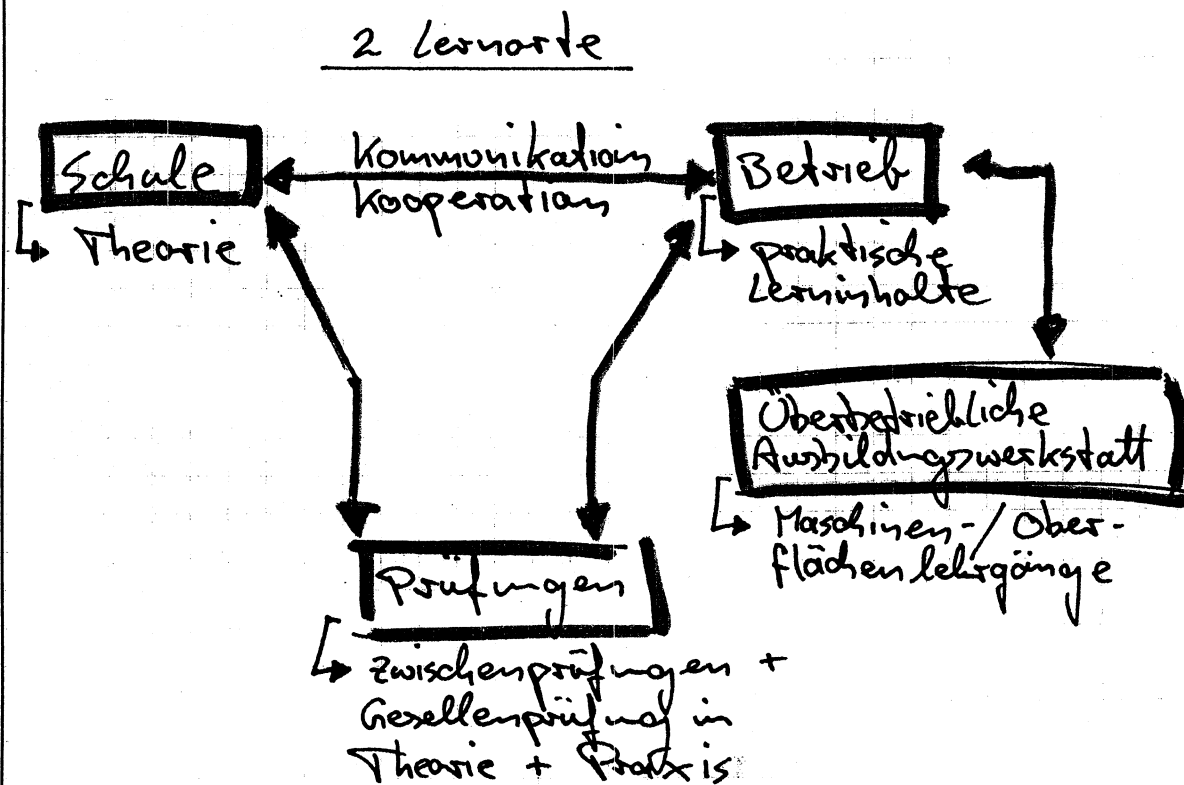 2 Lernorte
Schule
Kommunikation
Kooperation
Betrieb
Theorie
praktische
Lerninhalte
Überbetriebliche
Ausbildungswerkstatt
Maschinen-/Ober-
flächenlehrgänge
Prüfungen
Zwischenprüfungen +
Gesellenprüfung in
Theorie + Praxis